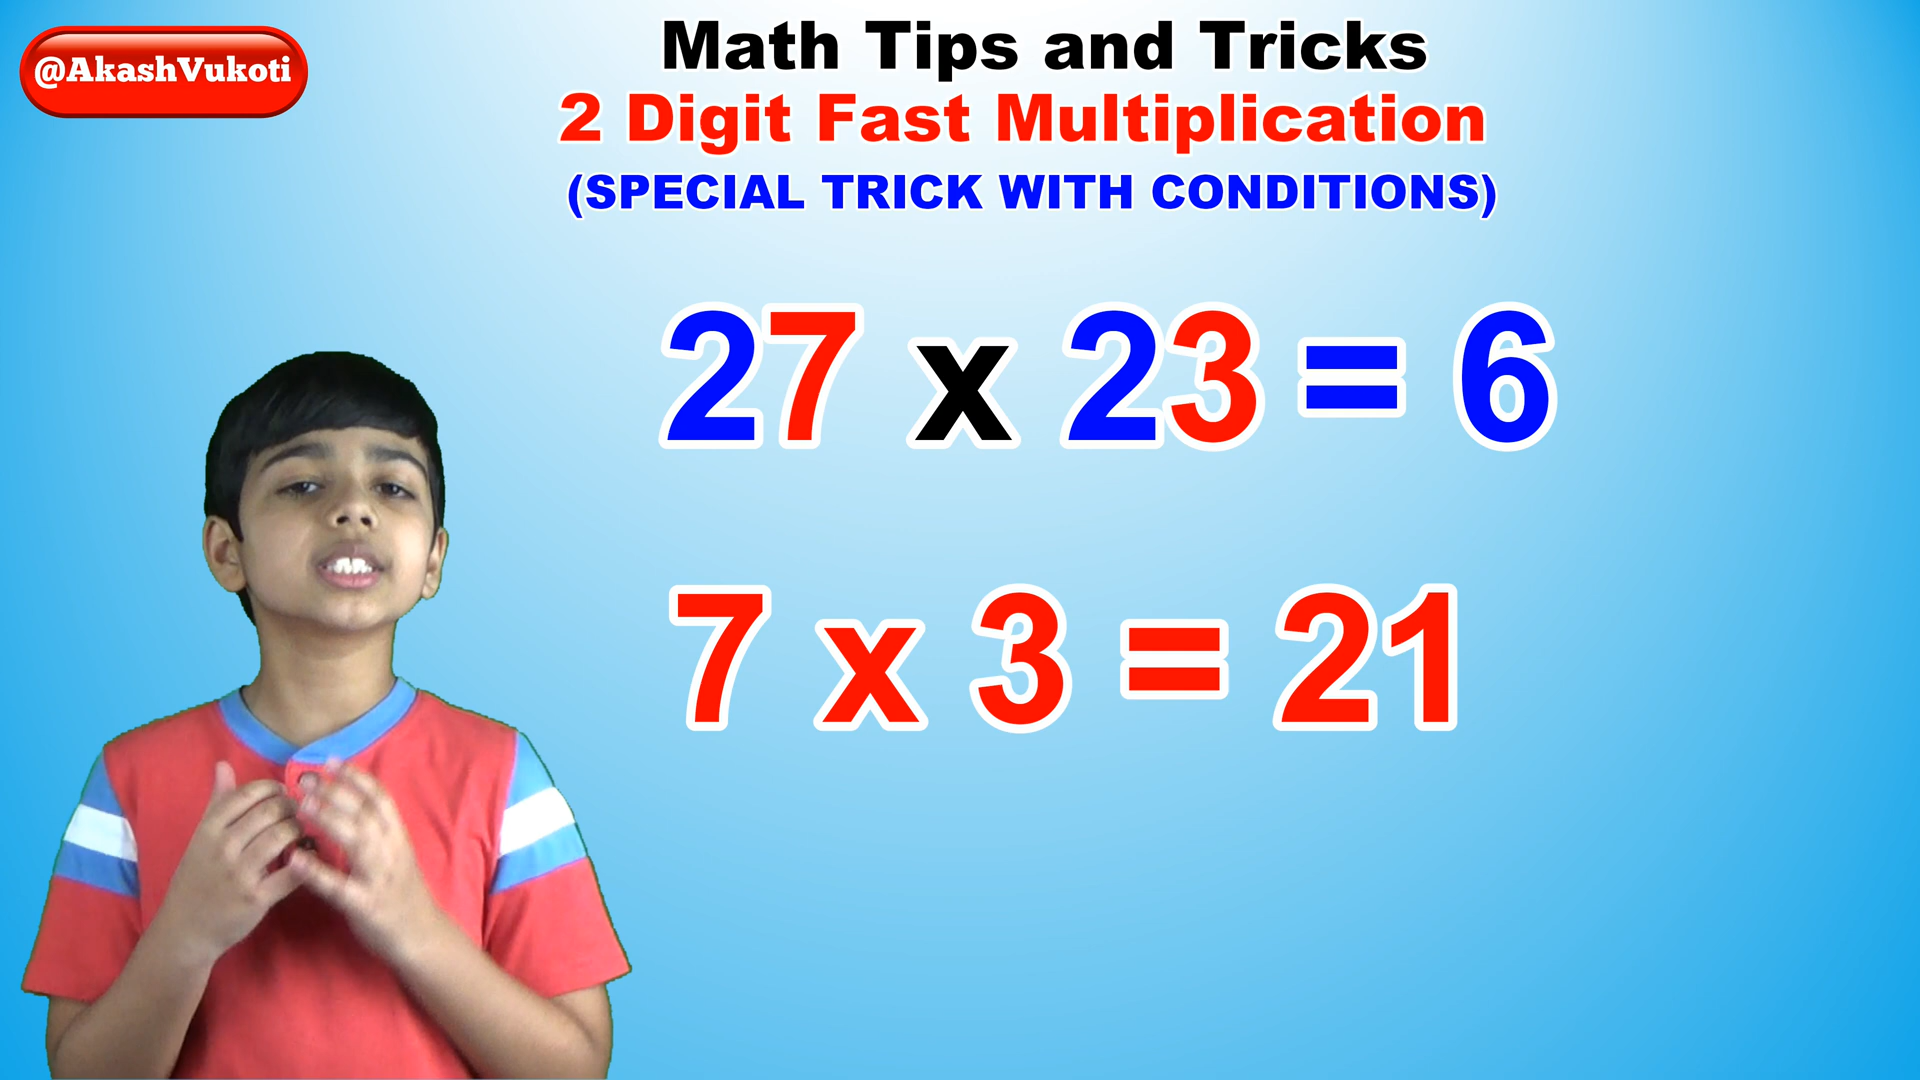 @AkashVukoti
Math Tips and Tricks
2 Digit Fast Multiplication
(SPECIAL TRICK WITH CONDITIONS)
27 x 23 = 6
7 x 3 = 21